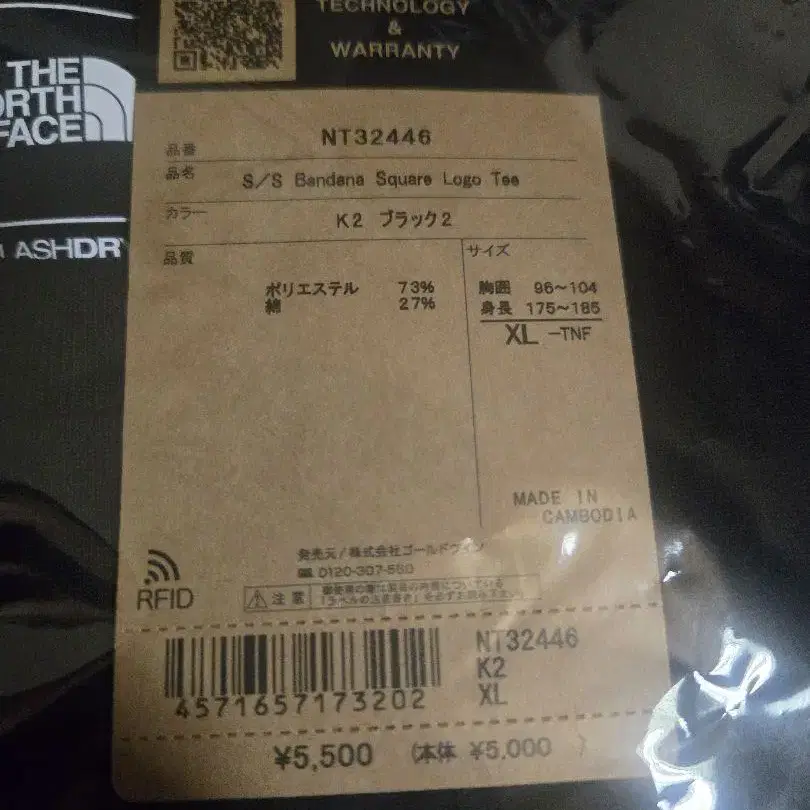 TECHNOLOGY
&
WARRANTY
THE
NORTH
FACE
ASHDRY
品番 NT32446
品名 S/S Bandana Square Logo Tee
カラー K2 ブラック2
品質
ポリエステル 73%
綿 27%
サイズ
胸囲 96~104
身長 175~185
XL -TNF
MADE IN
CAMBODIA
発売元/株式会社ゴールドウイン
0120-307-560
RFID
注意
NT32446
K2
XL
4571657173202
¥5,500 (本体 ¥5,000 )